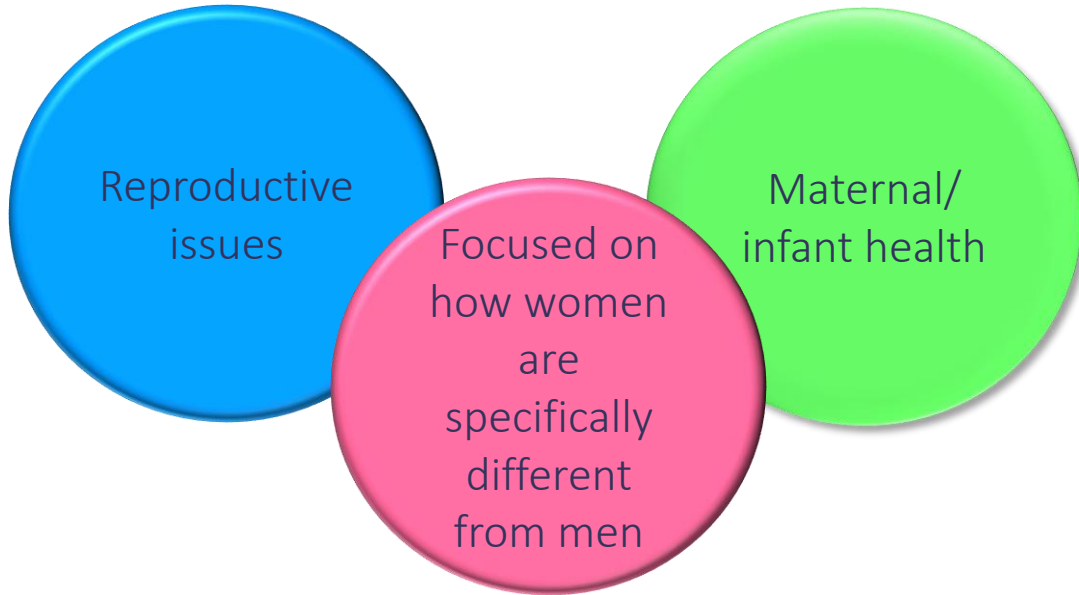 Reproductive
issues
Focused on
how women
are
specifically
different
from men
Maternal/
infant health